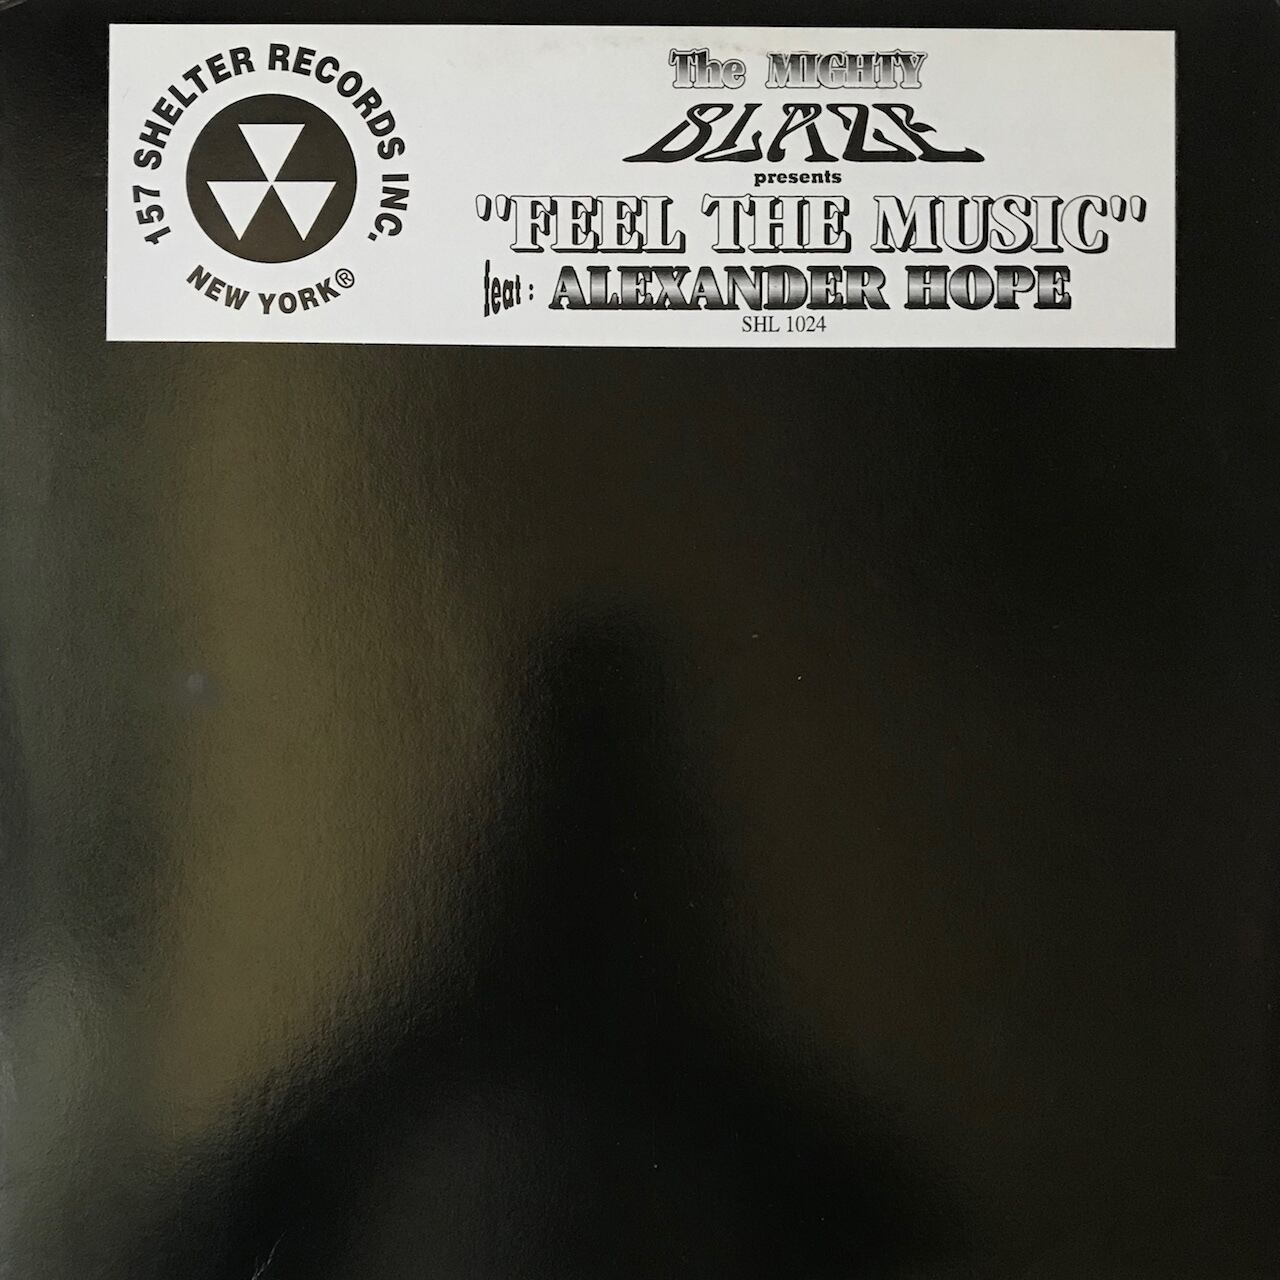 157 SHELTER RECORDS INC.
NEW YORK®
The MIGHTY
BLAZE
presents
"FEEL THE MUSIC"
feat: ALEXANDER HOPE
SHL 1024